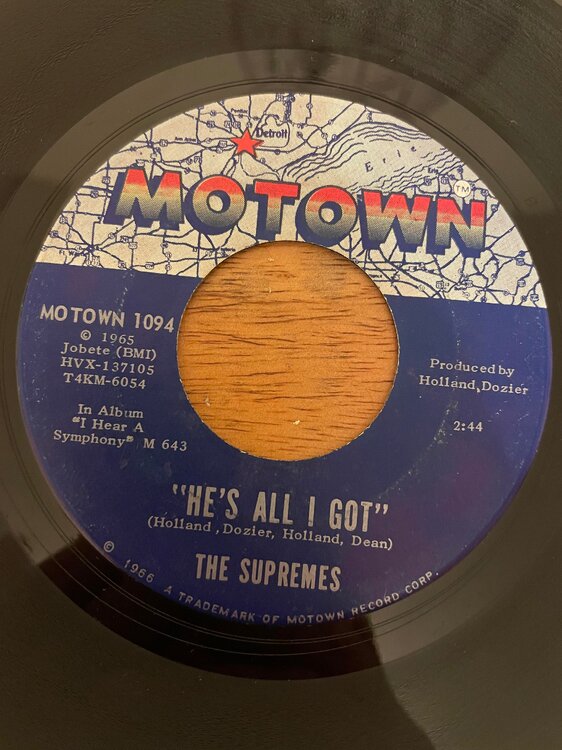 Detroit
Erie
MOTOWN TM
MOTOWN 1094
© 1965
Jobete (BMI)
HVX-137105
T4KM-6054
In Album
"I Hear A
Symphony" M 643
Produced by
Holland, Dozier
2:44
"HE'S ALL I GOT"
(Holland, Dozier, Holland, Dean)
THE SUPREMES
© 1966 A TRADEMARK OF MOTOWN RECORD CORP.